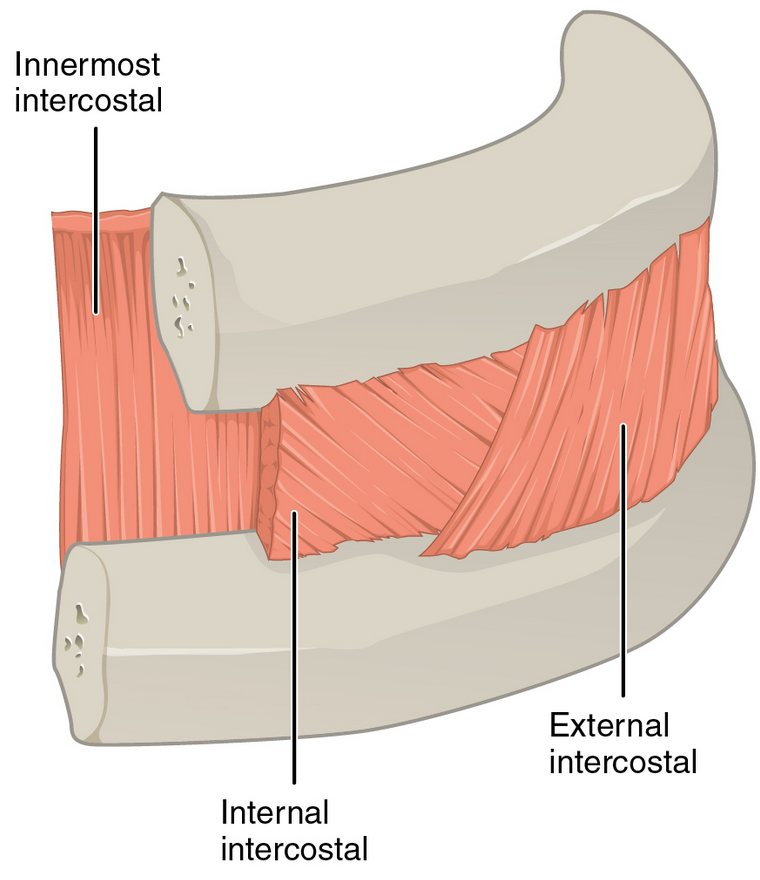 Innermost
intercostal
External
intercostal
Internal
intercostal